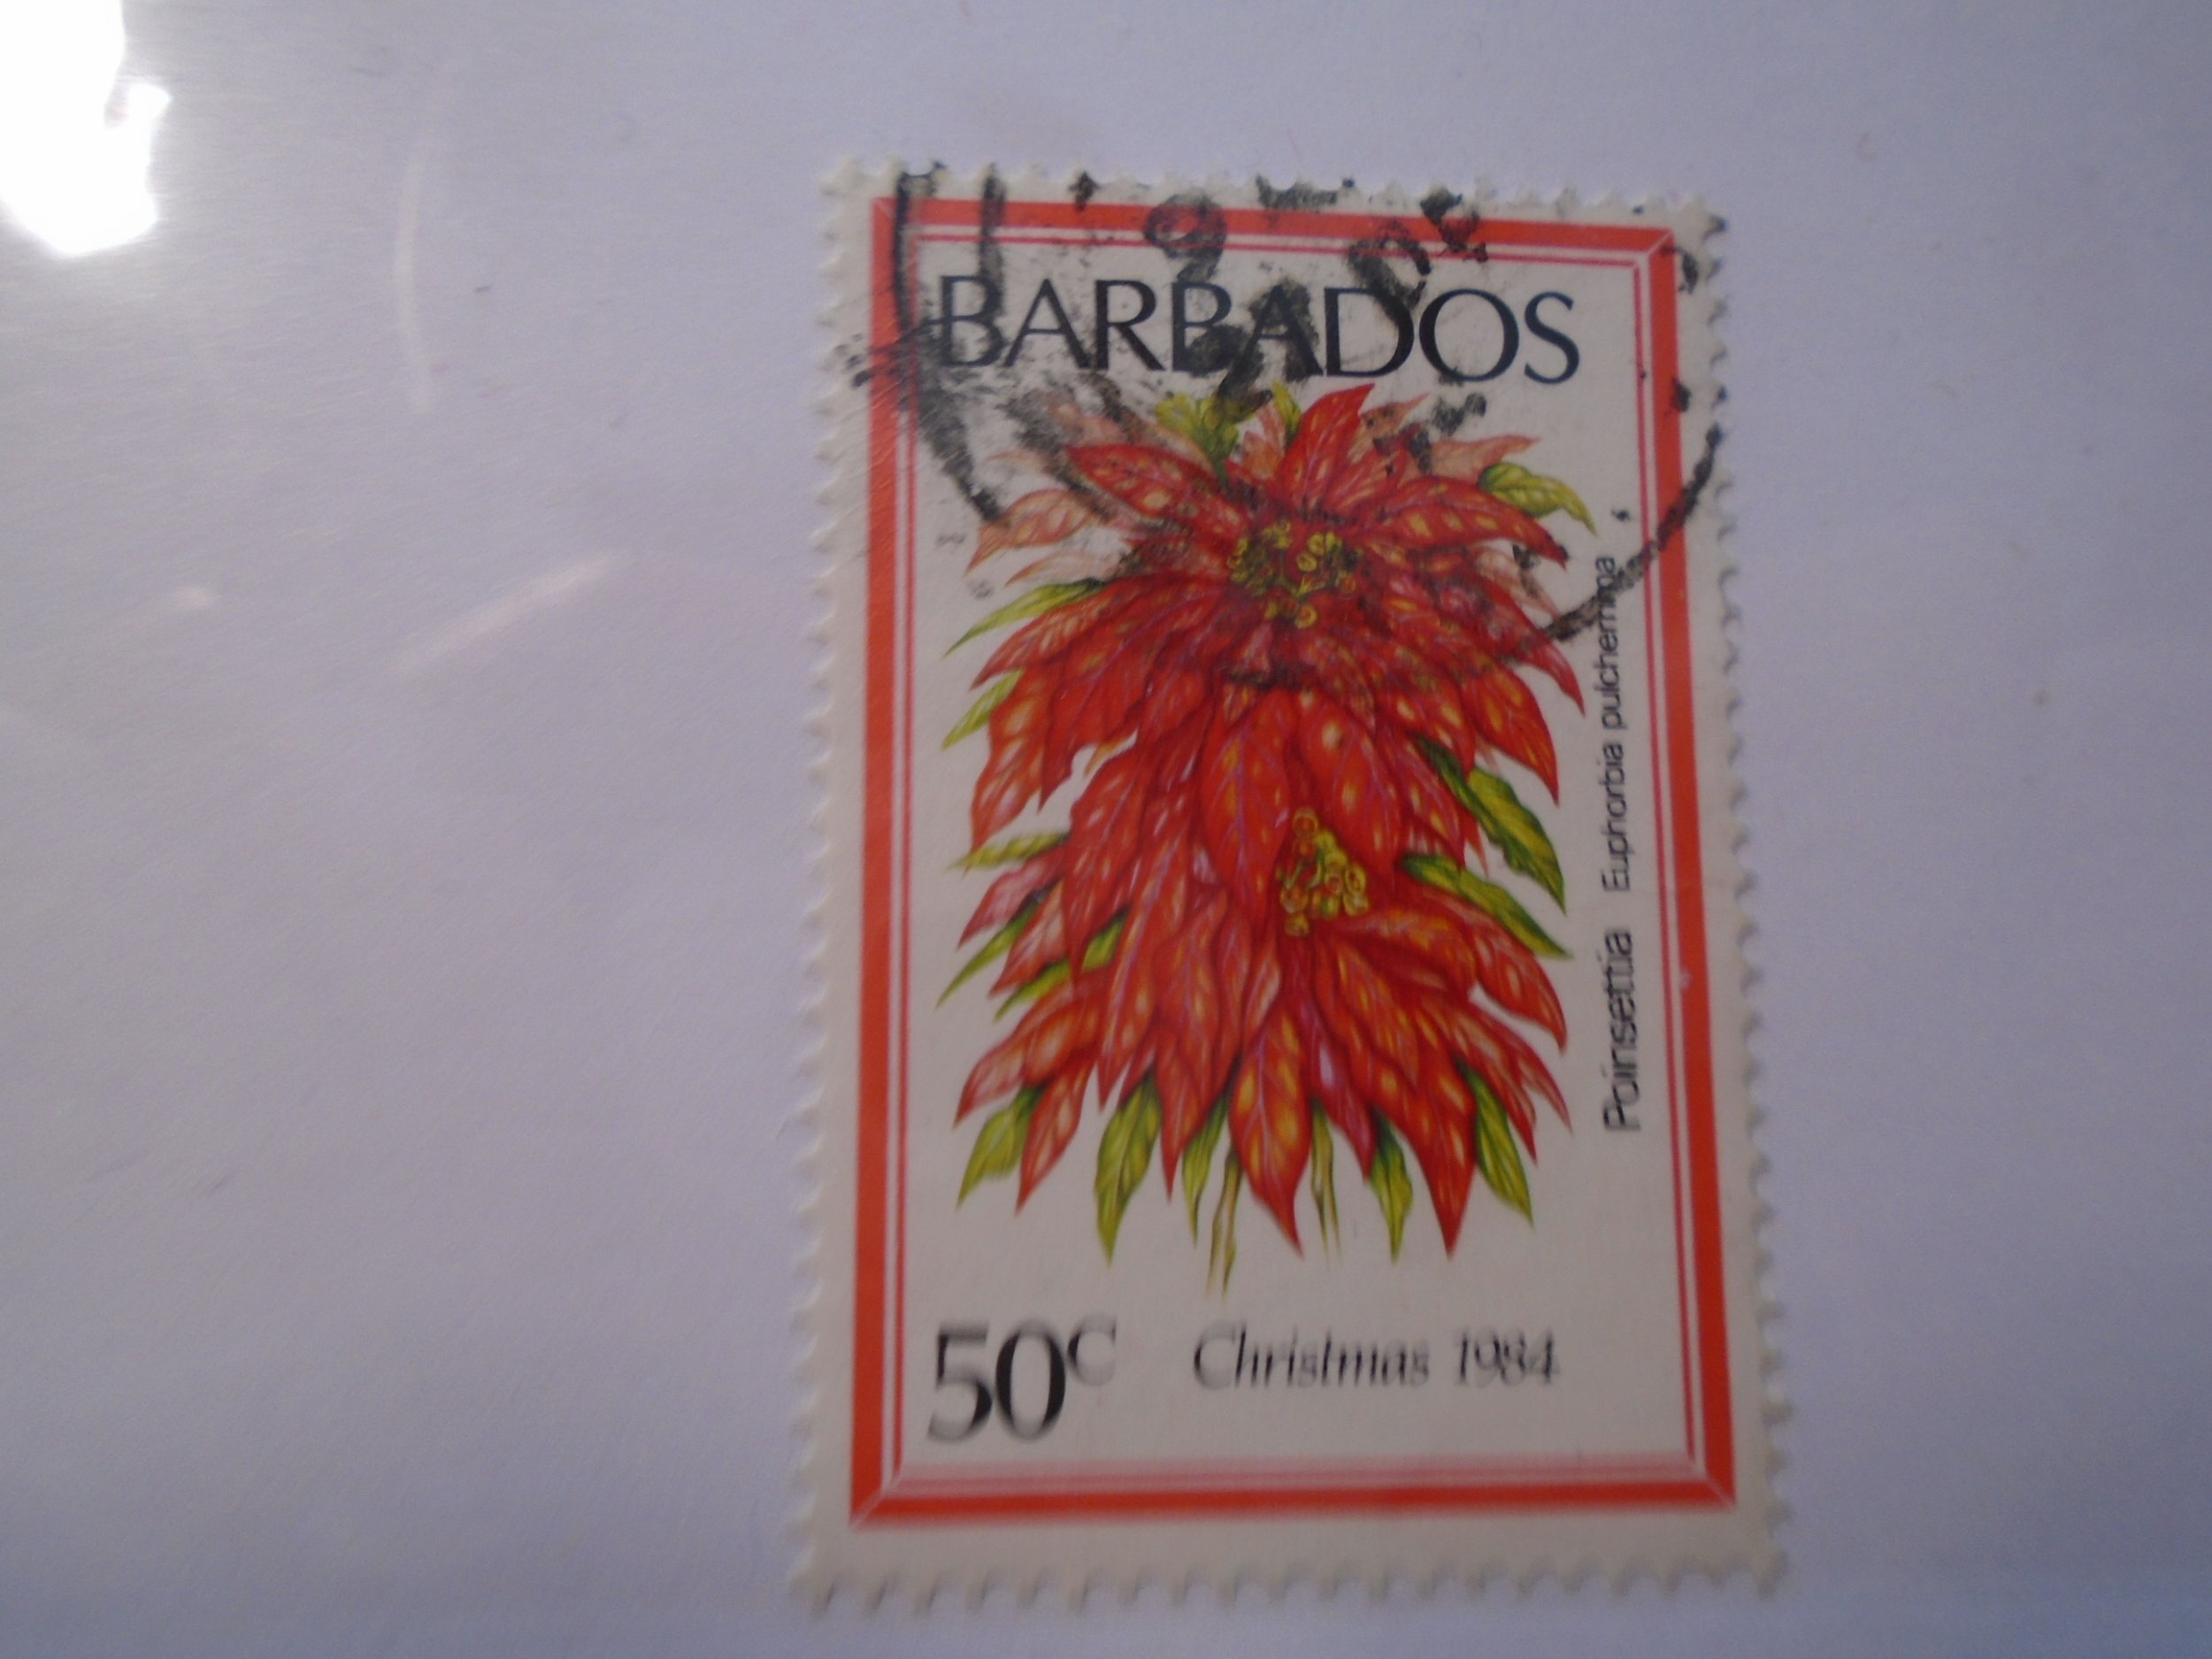 BARBADOS
Poinsettia Euphorbia pulcherrima
50c Christmas 1984